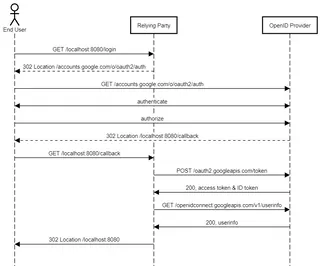 End User
Relying Party
OpenID Provider
GET /localhost:8080/login
302 Location /accounts.google.com/o/oauth2/auth
GET /accounts.google.com/o/oauth2/auth
authenticate
authorize
302 Location /localhost:8080/callback
GET /localhost:8080/callback
POST /oauth2.googleapis.com/token
200, access token & ID token
GET /openidconnect.googleapis.com/v1/userinfo
200, userinfo
302 Location /localhost:8080